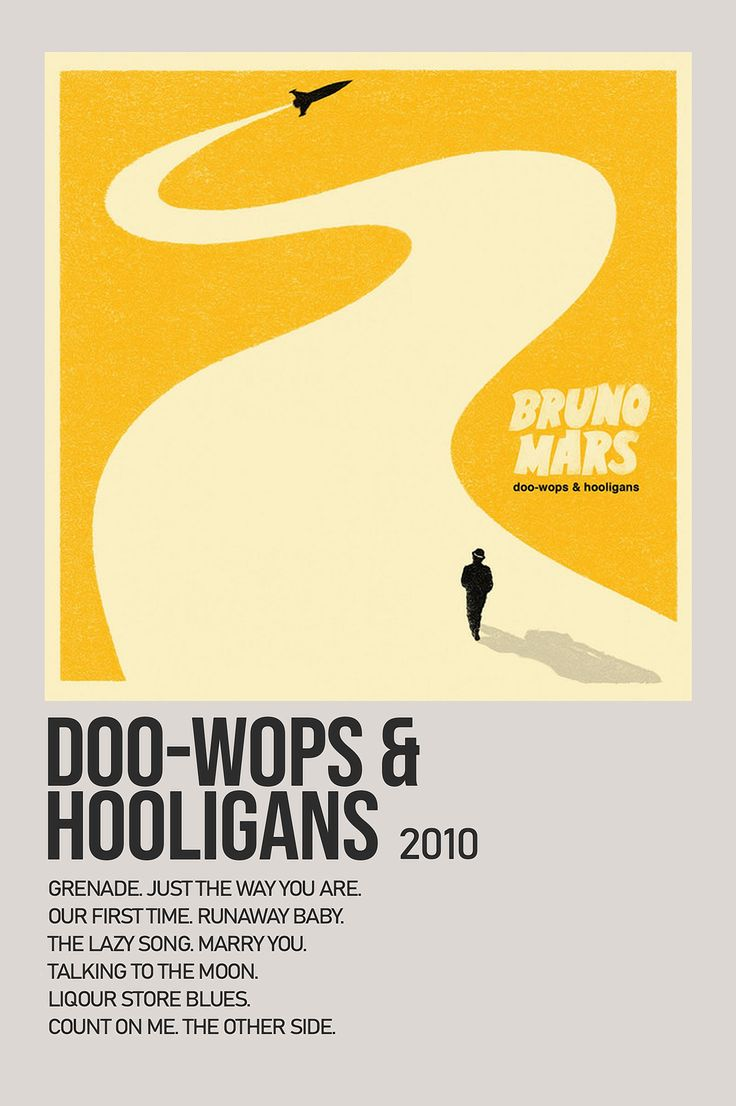 BRUNO
MARS
doo-wops & hooligans
DOO-WOPS &
HOOLIGANS 2010
GRENADE. JUST THE WAY YOU ARE.
OUR FIRST TIME. RUNAWAY BABY.
THE LAZY SONG. MARRY YOU.
TALKING TO THE MOON.
LIQOUR STORE BLUES.
COUNT ON ME. THE OTHER SIDE.